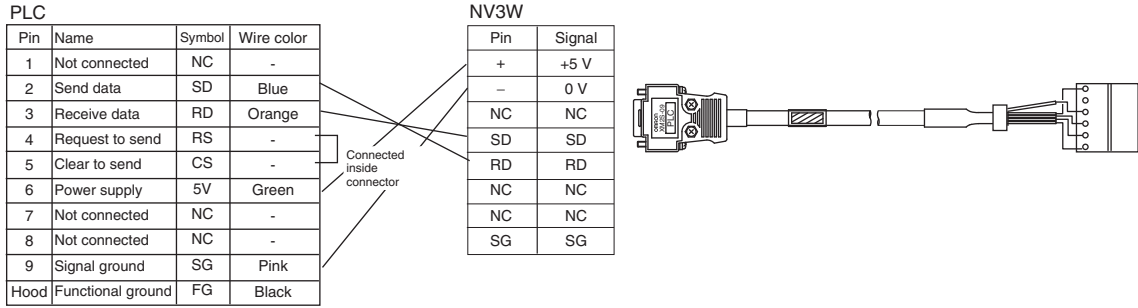 PLC
Pin Name Symbol Wire color
1 Not connected NC -
2 Send data SD Blue
3 Receive data RD Orange
4 Request to send RS -
5 Clear to send CS -
6 Power supply 5V Green
7 Not connected NC -
8 Not connected NC -
9 Signal ground SG Pink
Hood Functional ground FG Black
Connected
inside
connector
NV3W
Pin Signal
+ +5 V
− 0 V
NC NC
SD SD
RD RD
NC NC
NC NC
SG SG
omron
XM2S-09
PLC